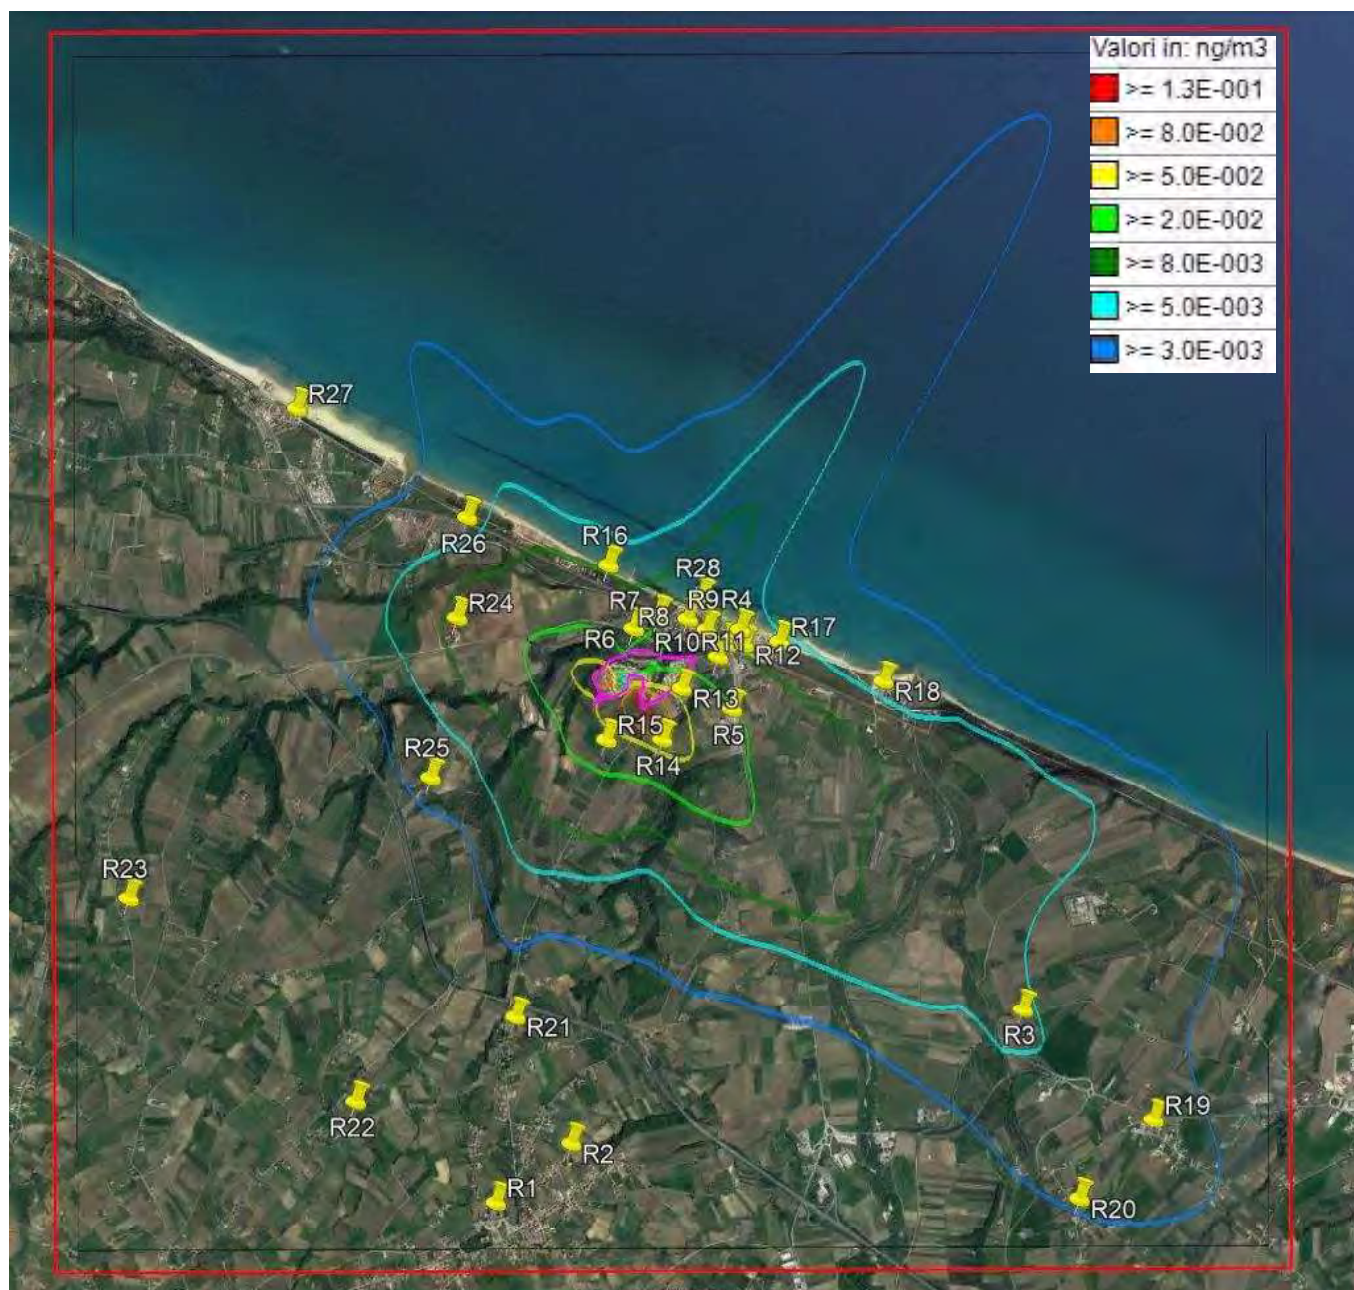 Valori in: ng/m3
>= 1.3E-001
>= 8.0E-002
>= 5.0E-002
>= 2.0E-002
>= 8.0E-003
>= 5.0E-003
>= 3.0E-003
R27
R26
R16
R28
R24
R7
R8
R9
R4
R17
R6
R10
R11
R12
R18
R13
R15
R5
R14
R25
R23
R3
R21
R19
R22
R2
R1
R20